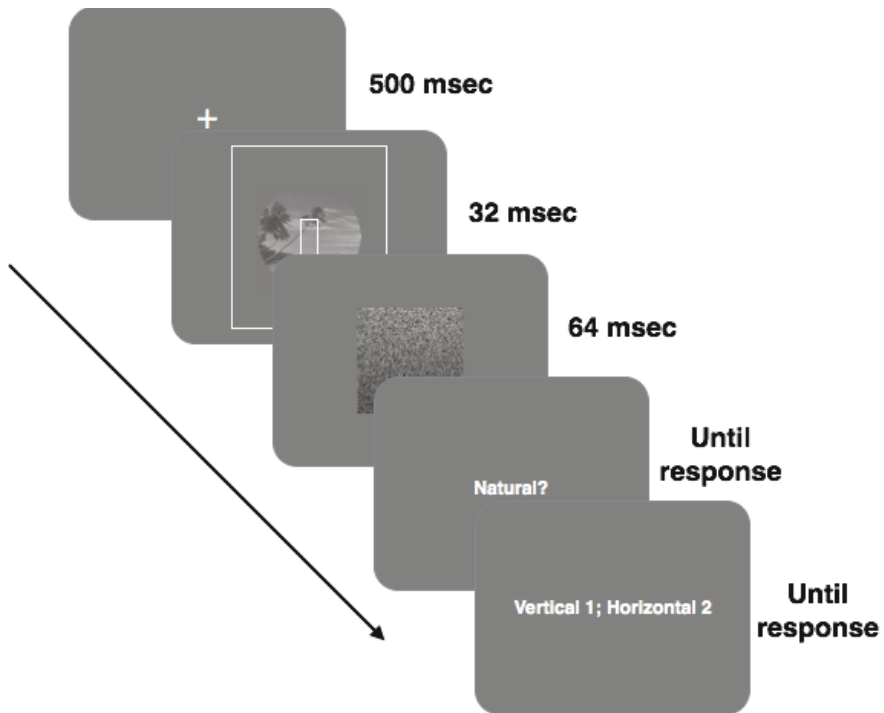 +
500 msec
32 msec
64 msec
Until
response
Natural?
Until
response
Vertical 1; Horizontal 2